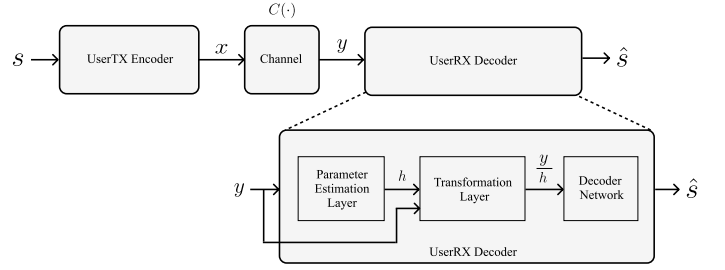 C(·)
s
UserTX Encoder
x
Channel
y
UserRX Decoder
ŝ
y
Parameter
Estimation
Layer
h
Transformation
Layer
y
h
Decoder
Network
ŝ
UserRX Decoder